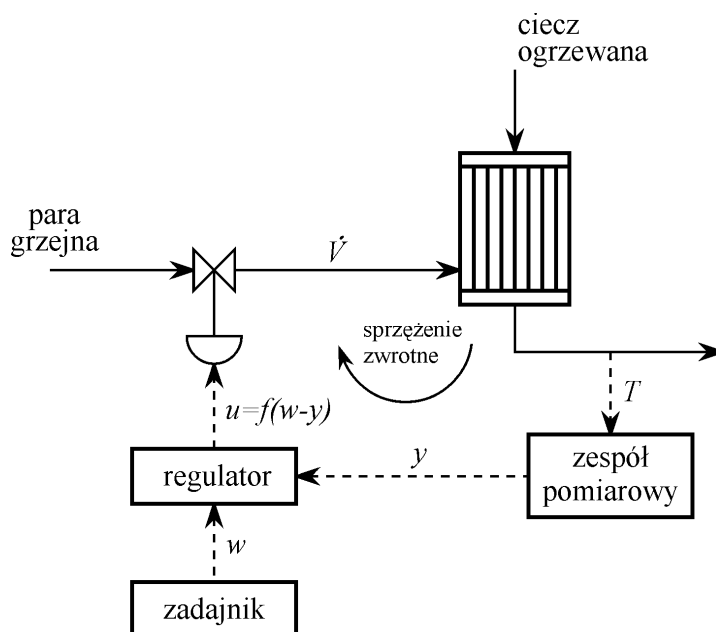 ciecz
ogrzewana
para
grzejna
V̇
sprzężenie
zwrotne
u=f(w-y)
T
y
regulator
zespół
pomiarowy
w
zadajnik